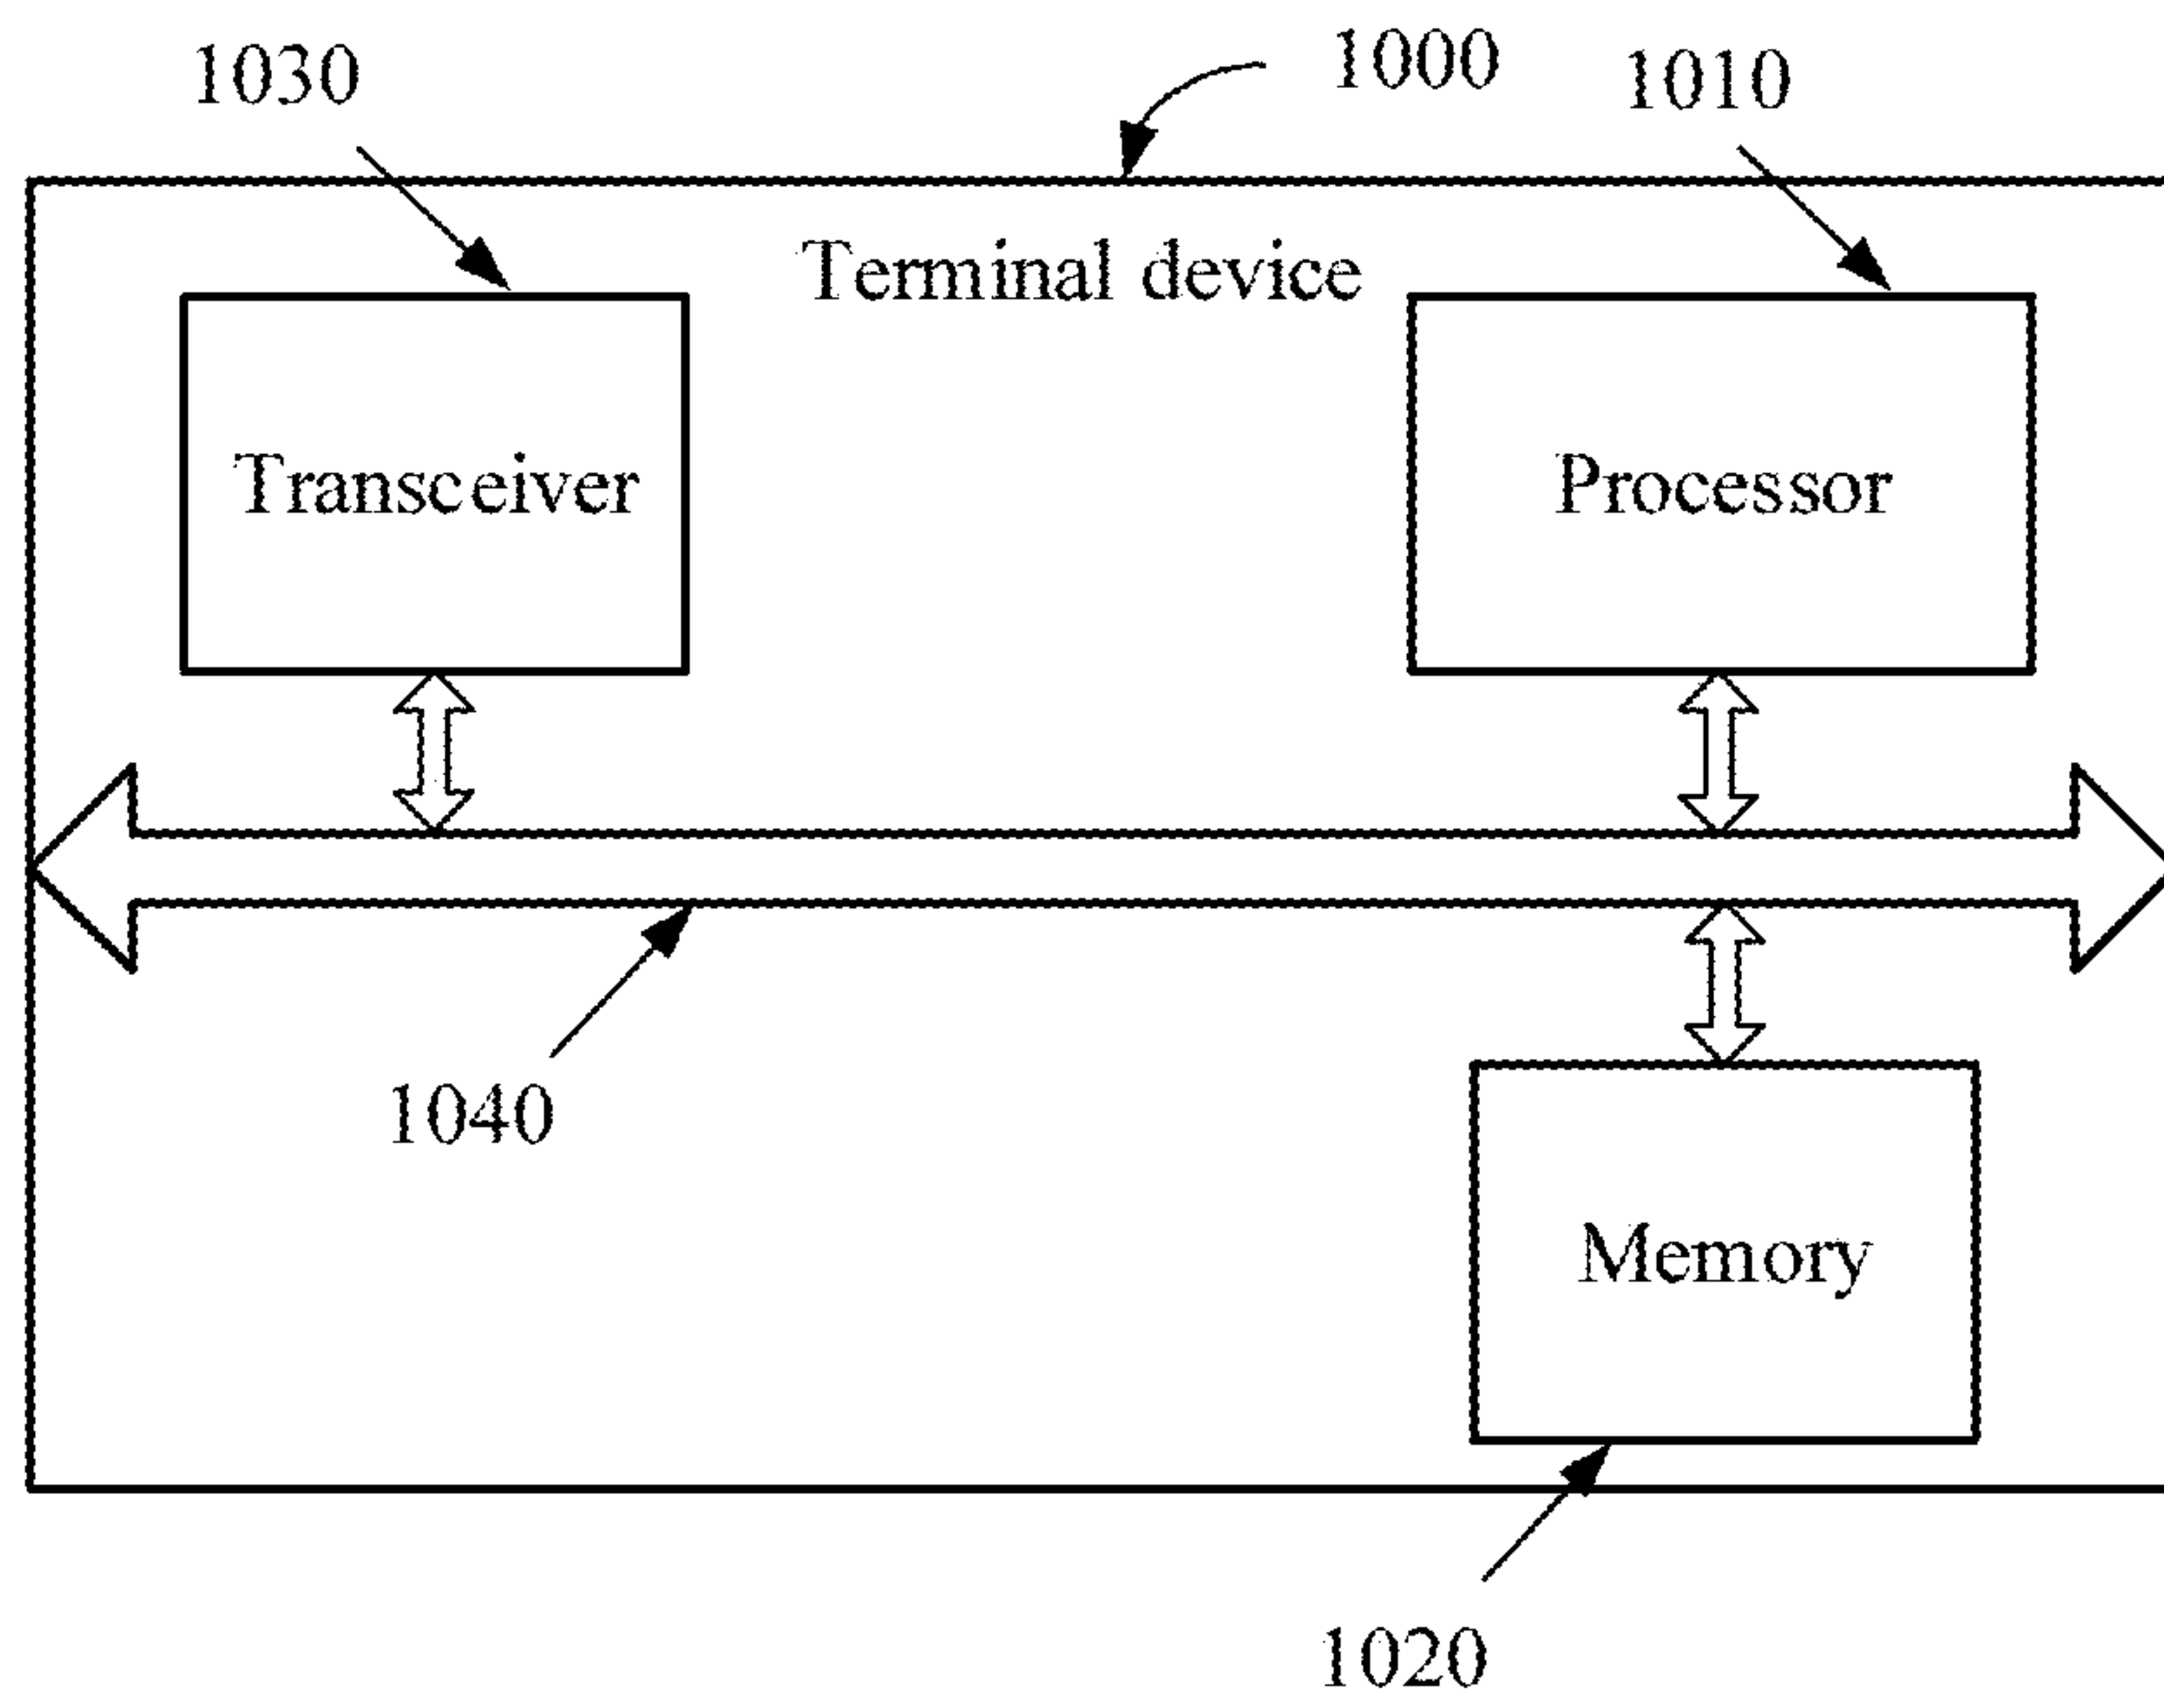 1030
1000
1010
Terminal device
Transceiver
Processor
1040
Memory
1020